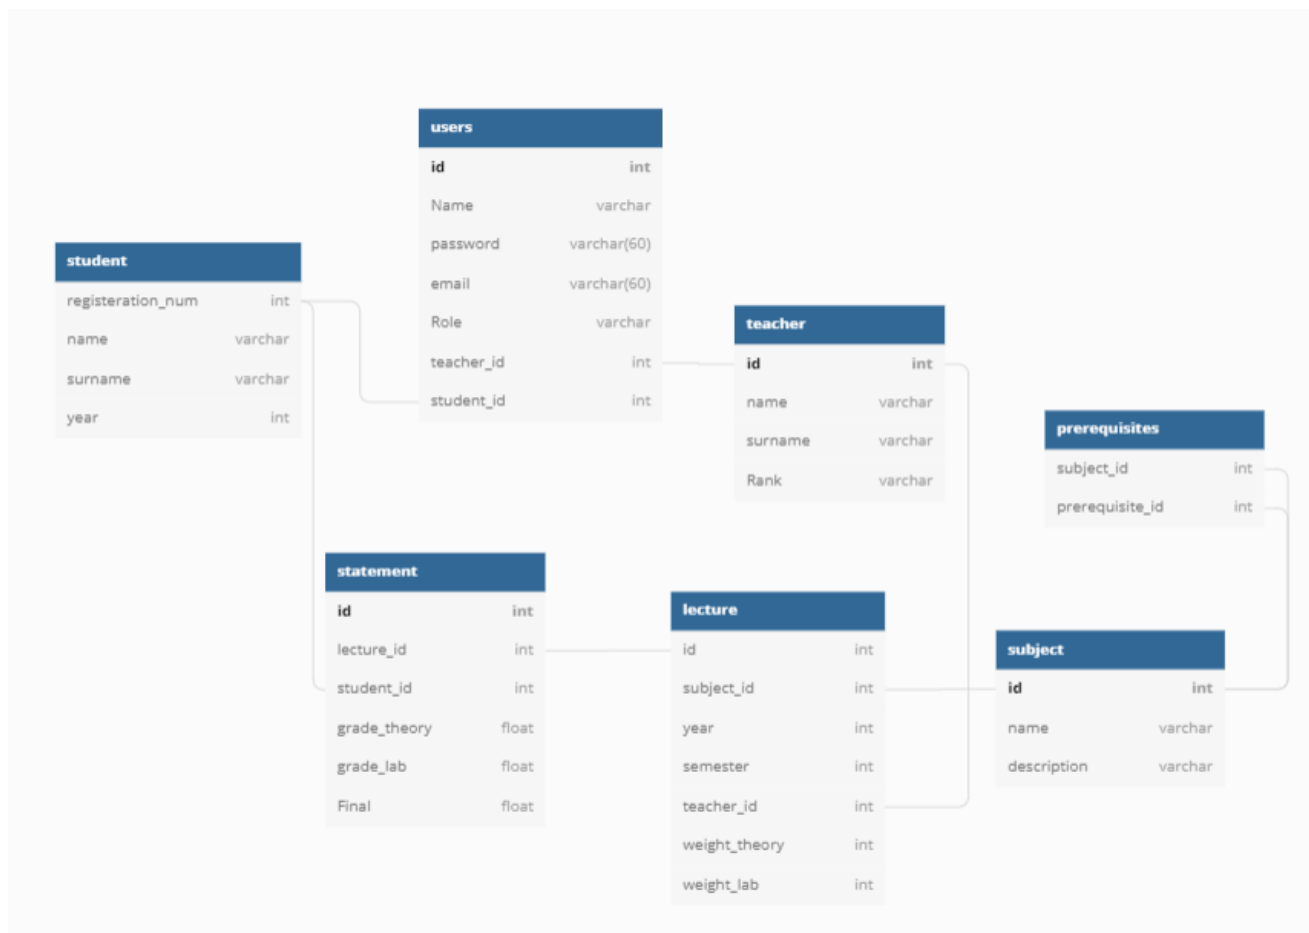 users
id int
Name varchar
password varchar(60)
email varchar(60)
Role varchar
teacher_id int
student_id int
student
registeration_num int
name varchar
surname varchar
year int
teacher
id int
name varchar
surname varchar
Rank varchar
prerequisites
subject_id int
prerequisite_id int
statement
id int
lecture_id int
student_id int
grade_theory float
grade_lab float
Final float
lecture
id int
subject_id int
year int
semester int
teacher_id int
weight_theory int
weight_lab int
subject
id int
name varchar
description varchar